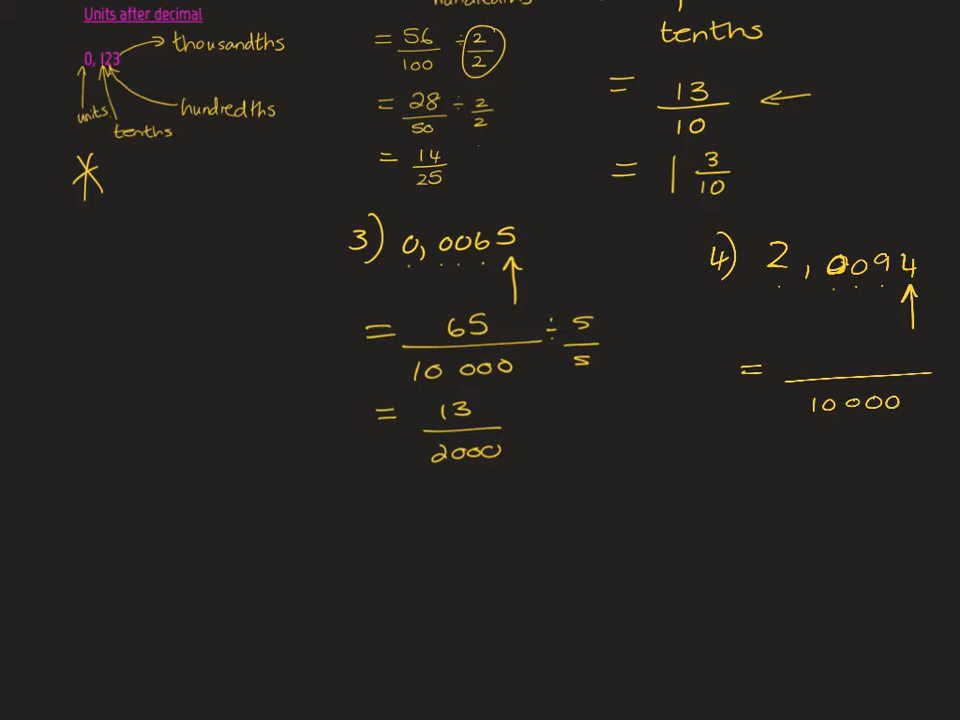 Units after decimal
thousandths
0, 123
units.
tenths
hundredths
= 56/100 ÷ 2/2
= 28/50 ÷ 2/2
= 14/25
tenths
= 13/10
= 1 3/10
3) 0,0065
= 65/10 000 ÷ 5/5
= 13/2000
4) 2,0094
= /10 000